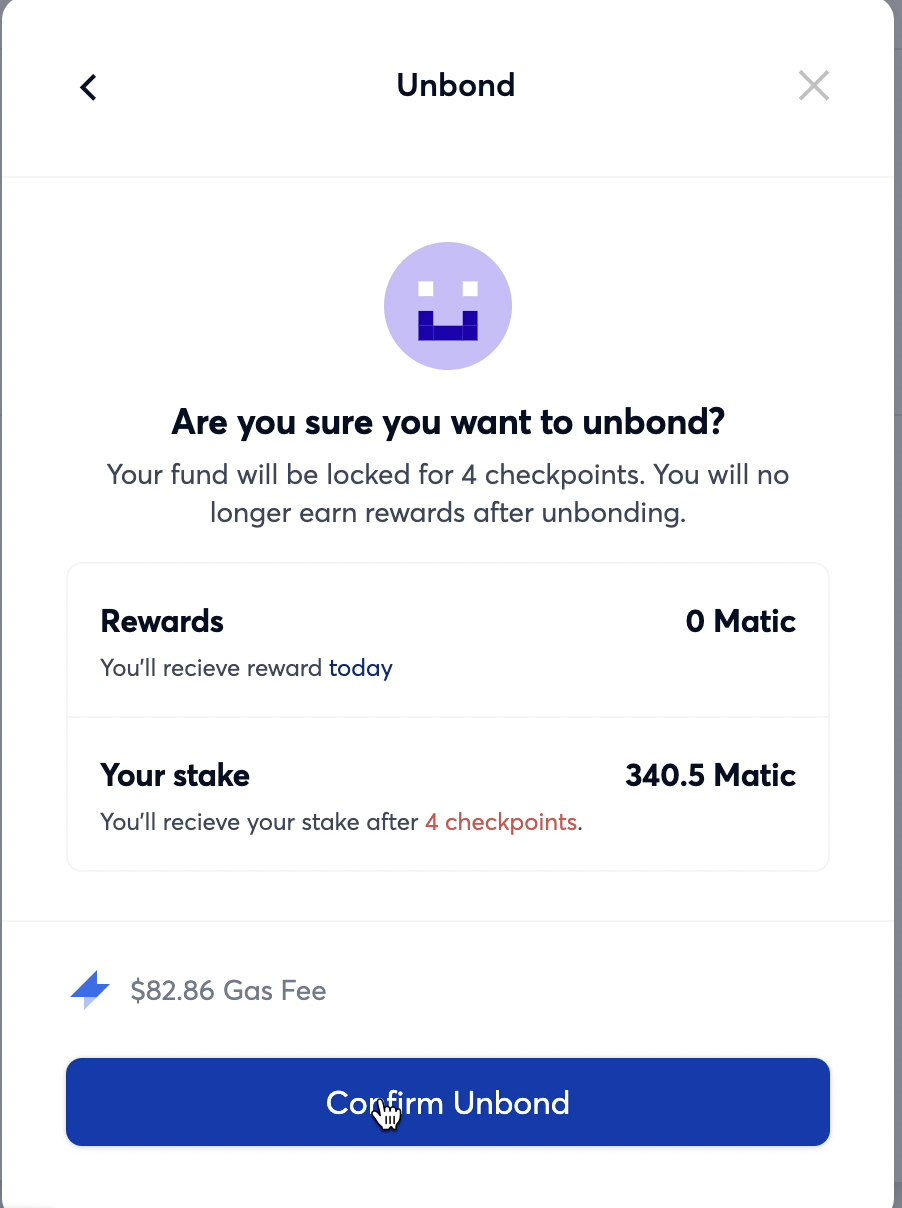 Unbond
Are you sure you want to unbond?
Your fund will be locked for 4 checkpoints. You will no
longer earn rewards after unbonding.
Rewards
0 Matic
You'll recieve reward today
Your stake
340.5 Matic
You'll recieve your stake after 4 checkpoints.
$82.86 Gas Fee
Confirm Unbond